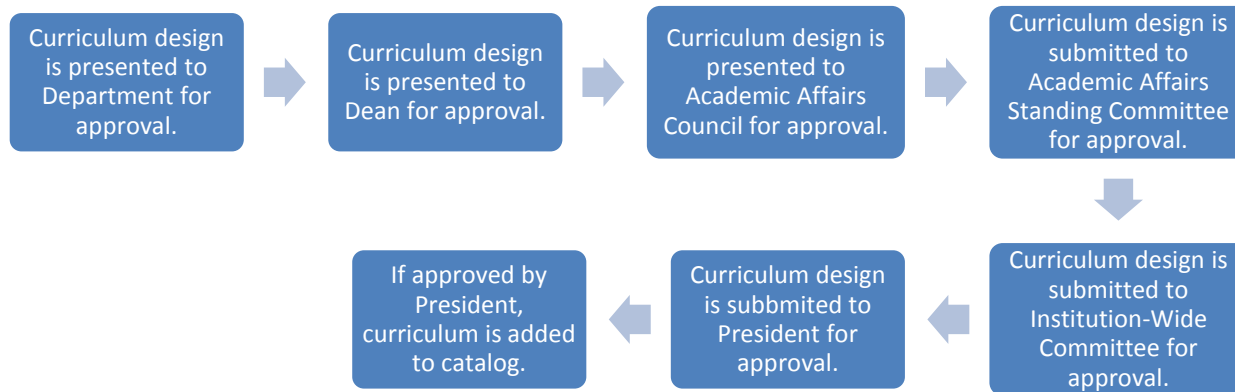 Curriculum design
is presented to
Department for
approval.
Curriculum design
is presented to
Dean for approval.
Curriculum design is
presented to
Academic Affairs
Council for approval.
Curriculum design is
submitted to
Academic Affairs
Standing Committee
for approval.
Curriculum design is
submitted to
Institution-Wide
Committee for
approval.
Curriculum design
is subbmited to
President for
approval.
If approved by
President,
curriculum is added
to catalog.